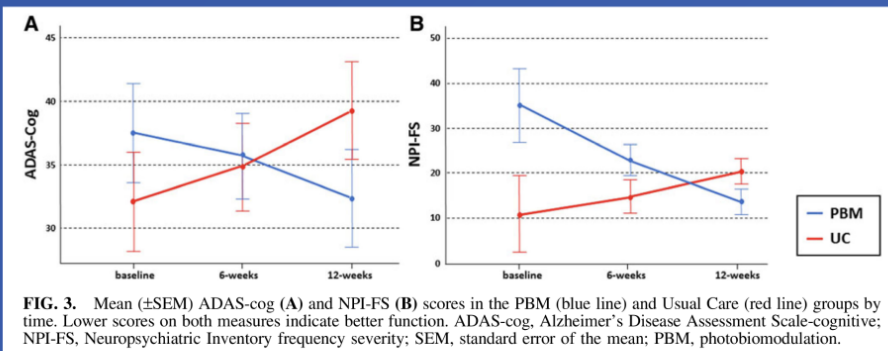 A
B
45
40
35
30
ADAS-Cog
baseline
6-weeks
12-weeks
50
40
30
20
10
0
NPI-FS
baseline
6-weeks
12-weeks
PBM
UC
FIG. 3. Mean (±SEM) ADAS-cog (A) and NPI-FS (B) scores in the PBM (blue line) and Usual Care (red line) groups by
time. Lower scores on both measures indicate better function. ADAS-cog, Alzheimer's Disease Assessment Scale-cognitive;
NPI-FS, Neuropsychiatric Inventory frequency severity; SEM, standard error of the mean; PBM, photobiomodulation.